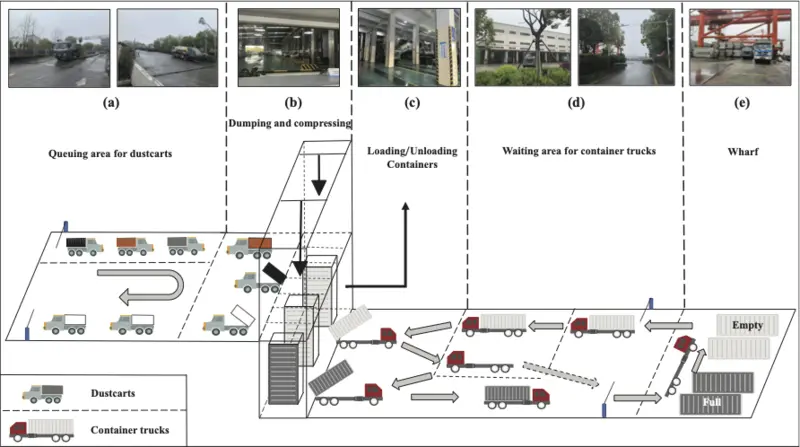 (a)
(b)
(c)
(d)
(e)
Dumping and compressing
Queuing area for dustcarts
Loading/Unloading
Containers
Waiting area for container trucks
Wharf
Empty
Full
Dustcarts
Container trucks